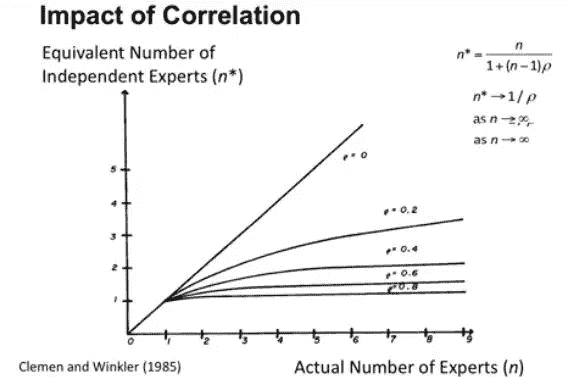 Impact of Correlation
Equivalent Number of
Independent Experts (n*)
n* = n / 1+(n−1)ρ
n* → 1/ρ
as n → ∞
as n → ∞
5
4
3
2
1
ρ = 0
ρ = 0.2
ρ = 0.4
ρ = 0.6
ρ = 0.8
0 1 2 3 4 5 6 7 8 9
Clemen and Winkler (1985)
Actual Number of Experts (n)